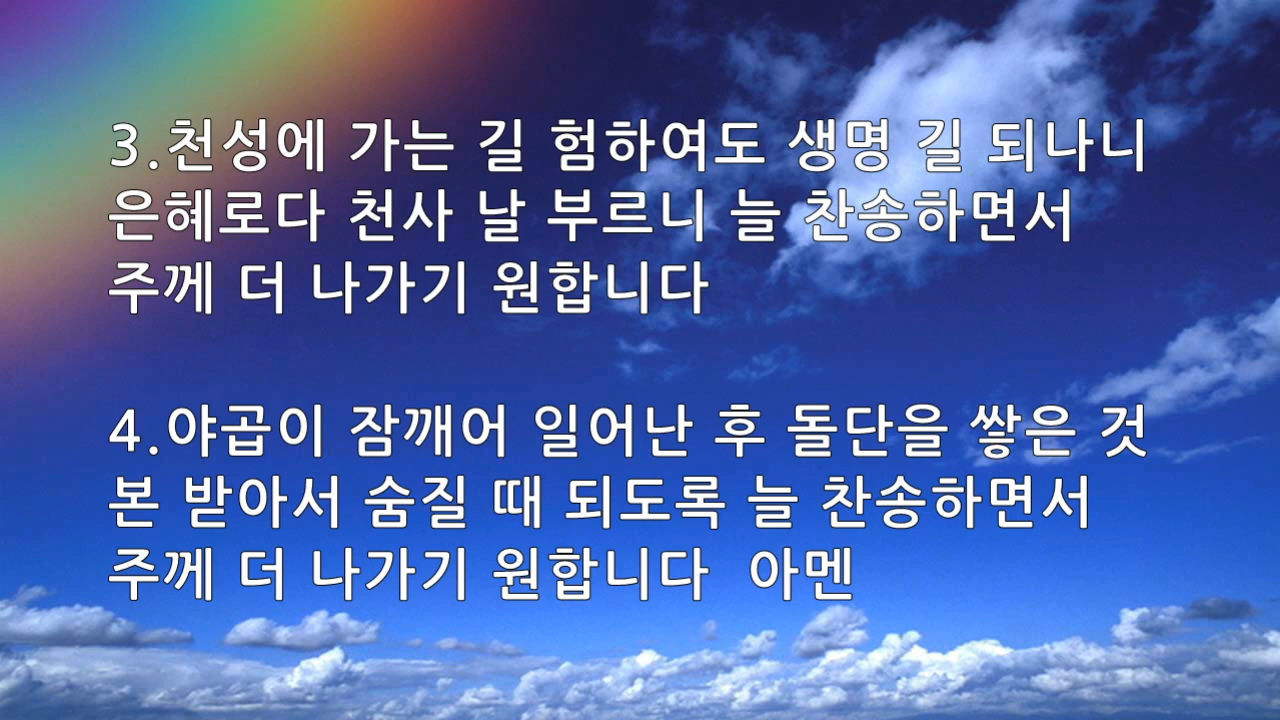 3.천성에 가는 길 험하여도 생명 길 되나니
은혜로다 천사 날 부르니 늘 찬송하면서
주께 더 나가기 원합니다
4.야곱이 잠깨어 일어난 후 돌단을 쌓은 것
본 받아서 숨질 때 되도록 늘 찬송하면서
주께 더 나가기 원합니다 아멘